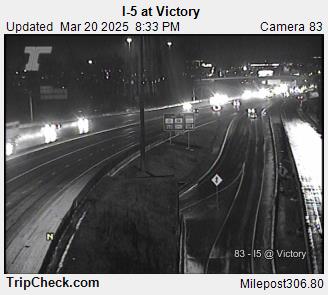 I-5 at Victory
Updated Mar 20 2025 8:33 PM Camera 83
T
N
83 - I5 @ Victory
TripCheck.com Milepost306.80